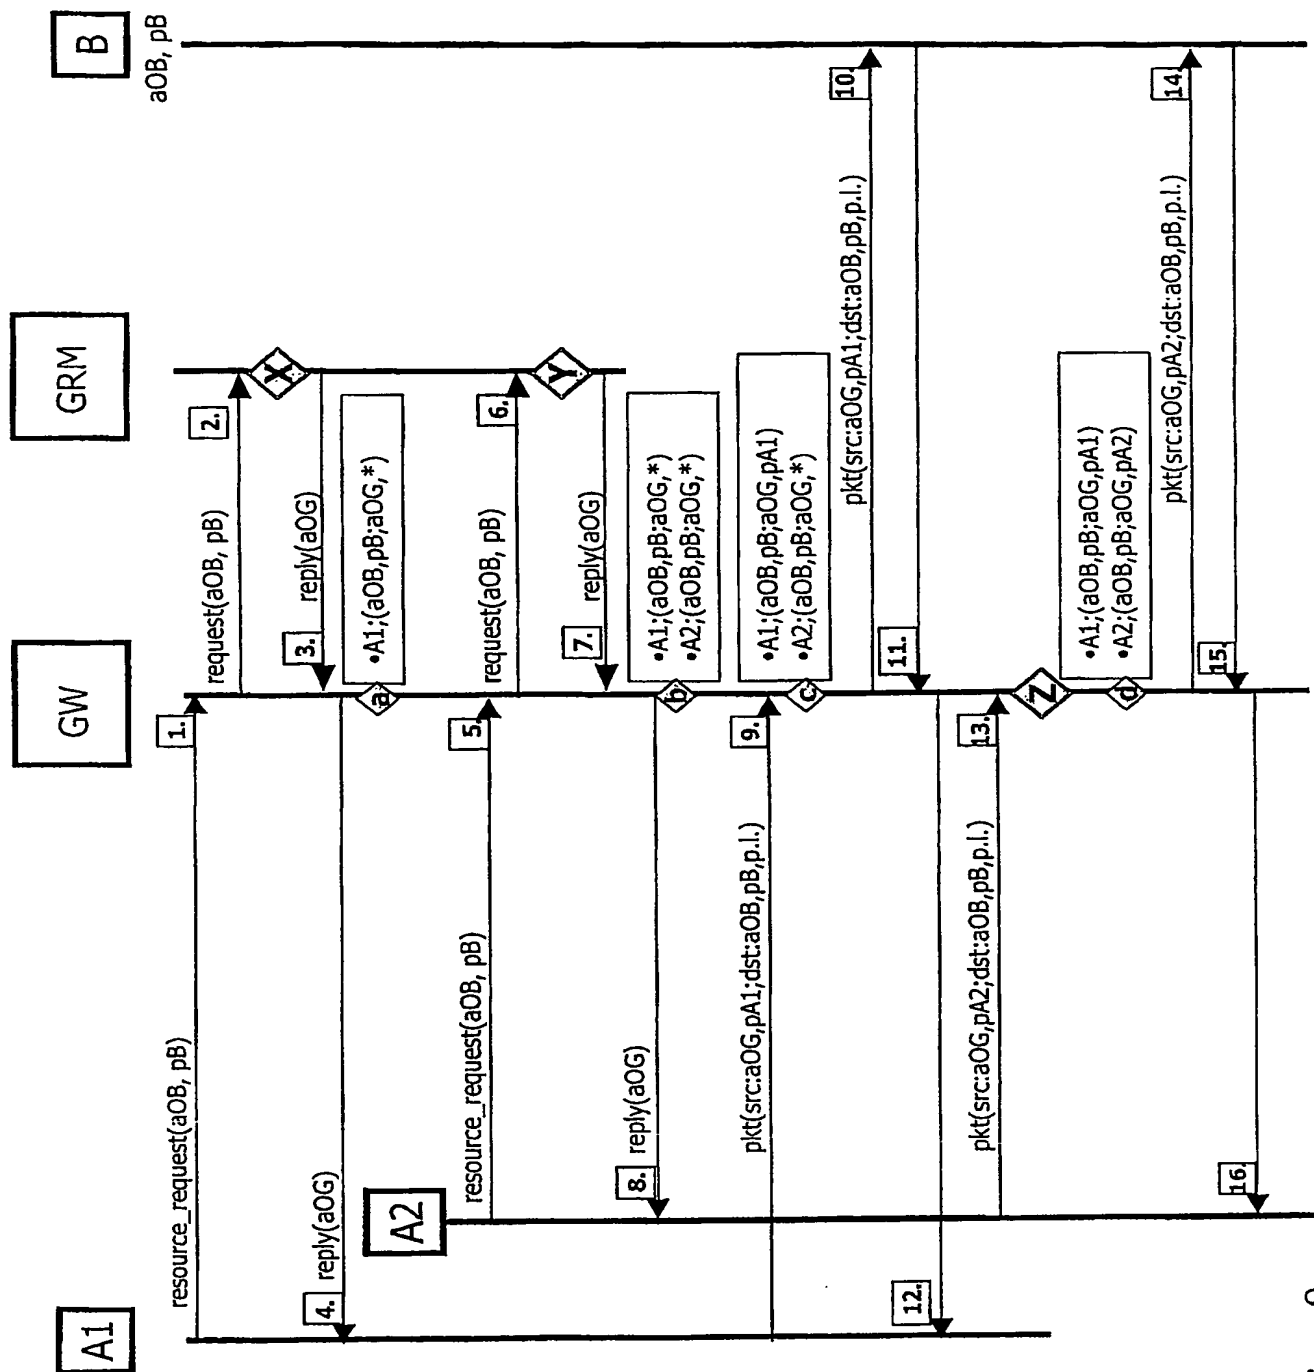 A1
A2
GW
GRM
B
aOB, pB
resource_request(aOB, pB)
1.
request(aOB, pB)
2.
X
reply(aOG)
3.
4.
reply(aOG)
a
•A1;(aOB,pB;aOG,*)
resource_request(aOB, pB)
5.
request(aOB, pB)
6.
Y
reply(aOG)
7.
8.
reply(aOG)
b
•A1;(aOB,pB;aOG,*)
•A2;(aOB,pB;aOG,*)
pkt(src:aOG,pA1;dst:aOB,pB,p.l.)
9.
c
•A1;(aOB,pB;aOG,pA1)
•A2;(aOB,pB;aOG,*)
pkt(src:aOG,pA1;dst:aOB,pB,p.l.)
10.
11.
12.
pkt(src:aOG,pA2;dst:aOB,pB,p.l.)
13.
Z
d
•A1;(aOB,pB;aOG,pA1)
•A2;(aOB,pB;aOG,pA2)
pkt(src:aOG,pA2;dst:aOB,pB,p.l.)
14.
15.
16.